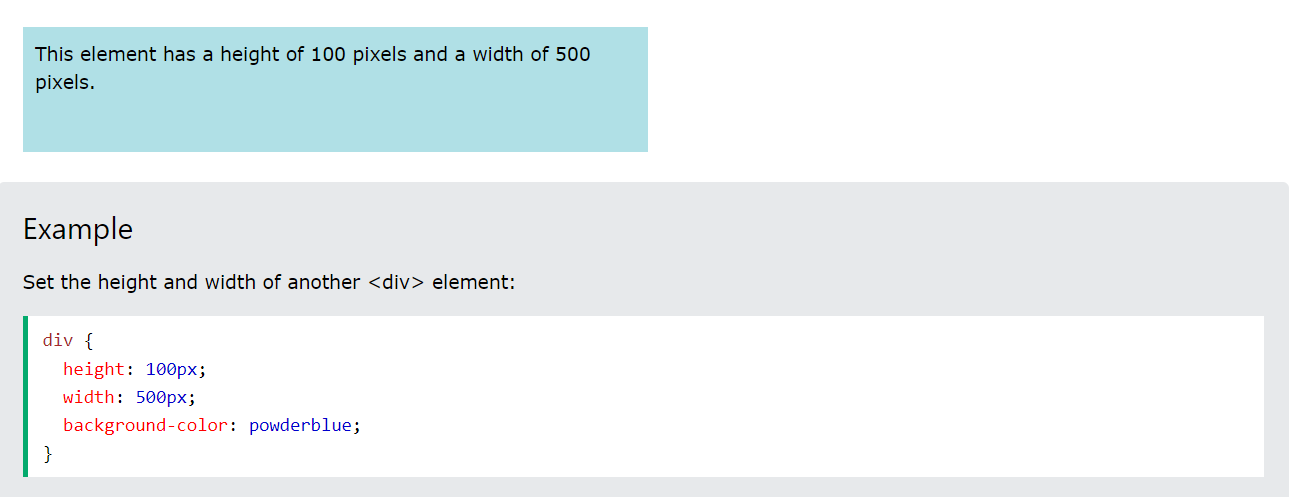 This element has a height of 100 pixels and a width of 500
pixels.
Example
Set the height and width of another <div> element:
div {
  height: 100px;
  width: 500px;
  background-color: powderblue;
}